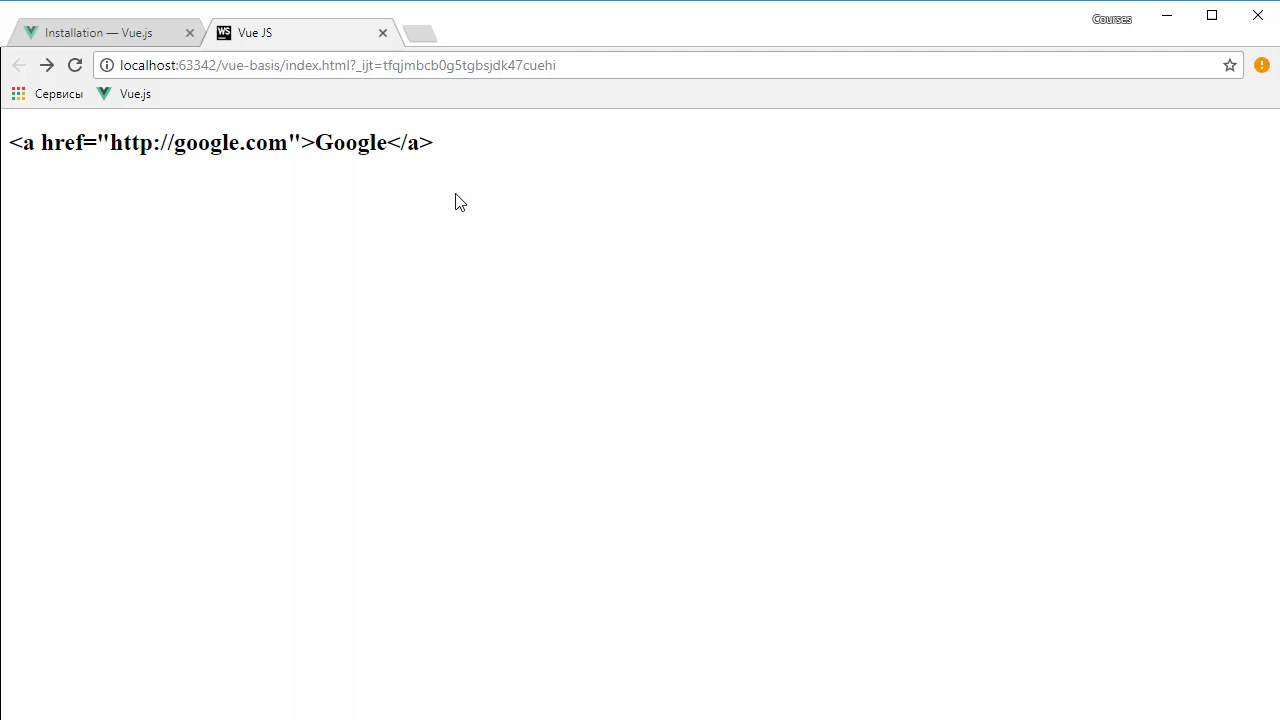 Courses
Installation — Vue.js
WS Vue JS
localhost:63342/vue-basis/index.html?_ijt=tfqjmbcb0g5tgbsjdk47cuehi
Сервисы Vue.js
<a href="http://google.com">Google</a>